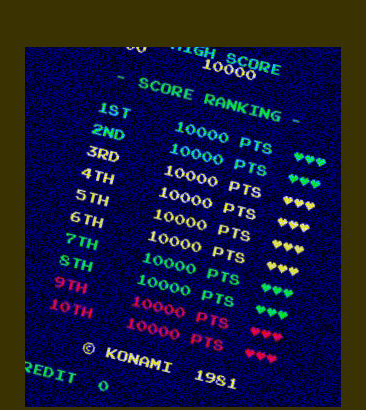 00 HIGH SCORE
10000
- SCORE RANKING -
1ST 10000 PTS ♥♥♥
2ND 10000 PTS ♥♥♥
3RD 10000 PTS ♥♥♥
4TH 10000 PTS ♥♥♥
5TH 10000 PTS ♥♥♥
6TH 10000 PTS ♥♥♥
7TH 10000 PTS ♥♥♥
8TH 10000 PTS ♥♥♥
9TH 10000 PTS ♥♥♥
10TH 10000 PTS ♥♥♥
© KONAMI 1981
REDIT 0